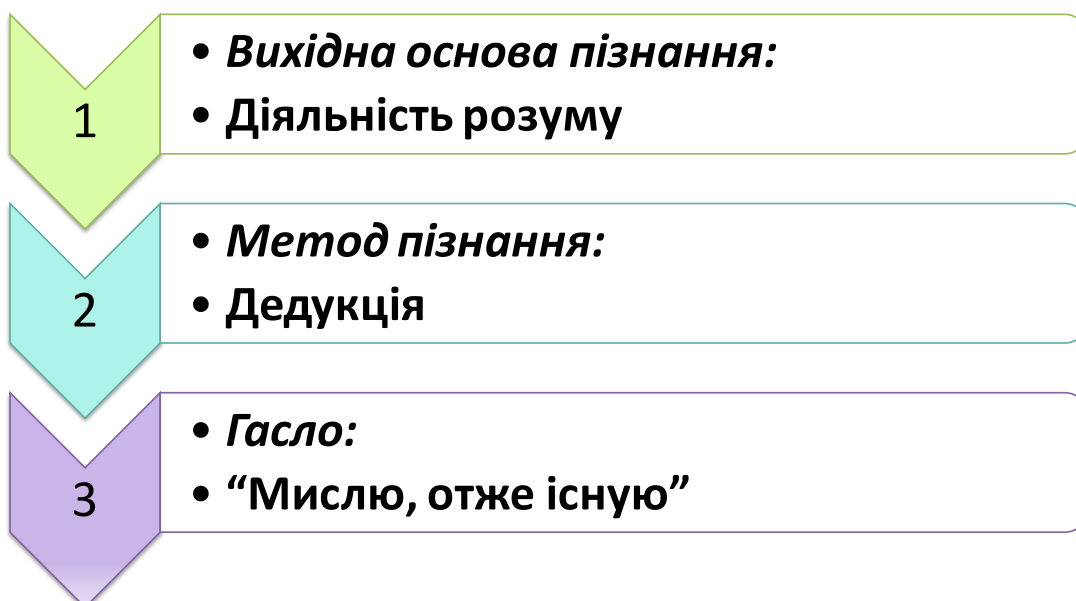 1
• Вихідна основа пізнання:
• Діяльність розуму
2
• Метод пізнання:
• Дедукція
3
• Гасло:
• “Мислю, отже існую”